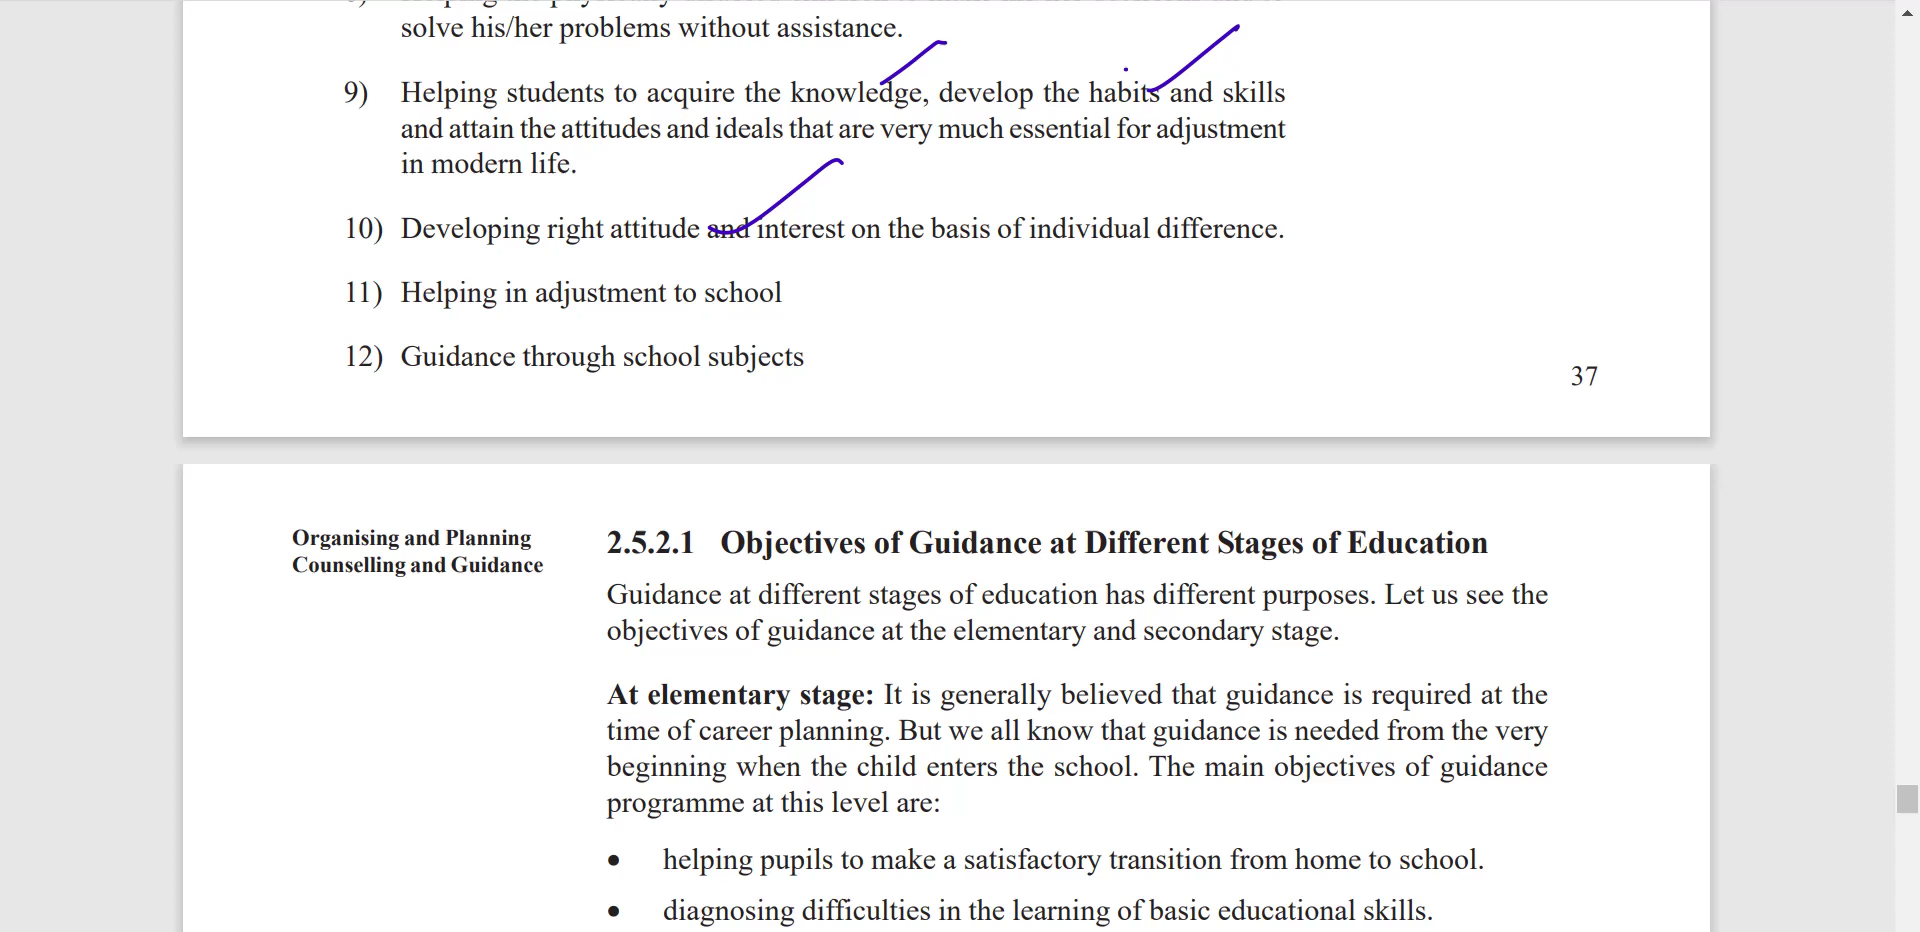 solve his/her problems without assistance.
9) Helping students to acquire the knowledge, develop the habits and skills
and attain the attitudes and ideals that are very much essential for adjustment
in modern life.
10) Developing right attitude and interest on the basis of individual difference.
11) Helping in adjustment to school
12) Guidance through school subjects
37
Organising and Planning
Counselling and Guidance
2.5.2.1 Objectives of Guidance at Different Stages of Education
Guidance at different stages of education has different purposes. Let us see the
objectives of guidance at the elementary and secondary stage.
At elementary stage: It is generally believed that guidance is required at the
time of career planning. But we all know that guidance is needed from the very
beginning when the child enters the school. The main objectives of guidance
programme at this level are:
• helping pupils to make a satisfactory transition from home to school.
• diagnosing difficulties in the learning of basic educational skills.